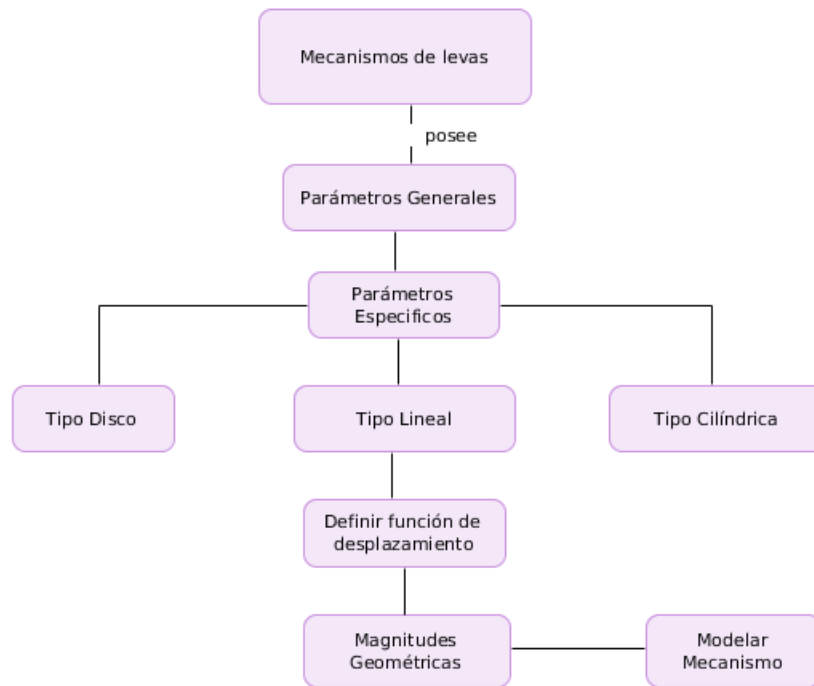 Mecanismos de levas
posee
Parámetros Generales
Parámetros
Especificos
Tipo Disco
Tipo Lineal
Tipo Cilíndrica
Definir función de
desplazamiento
Magnitudes
Geométricas
Modelar
Mecanismo